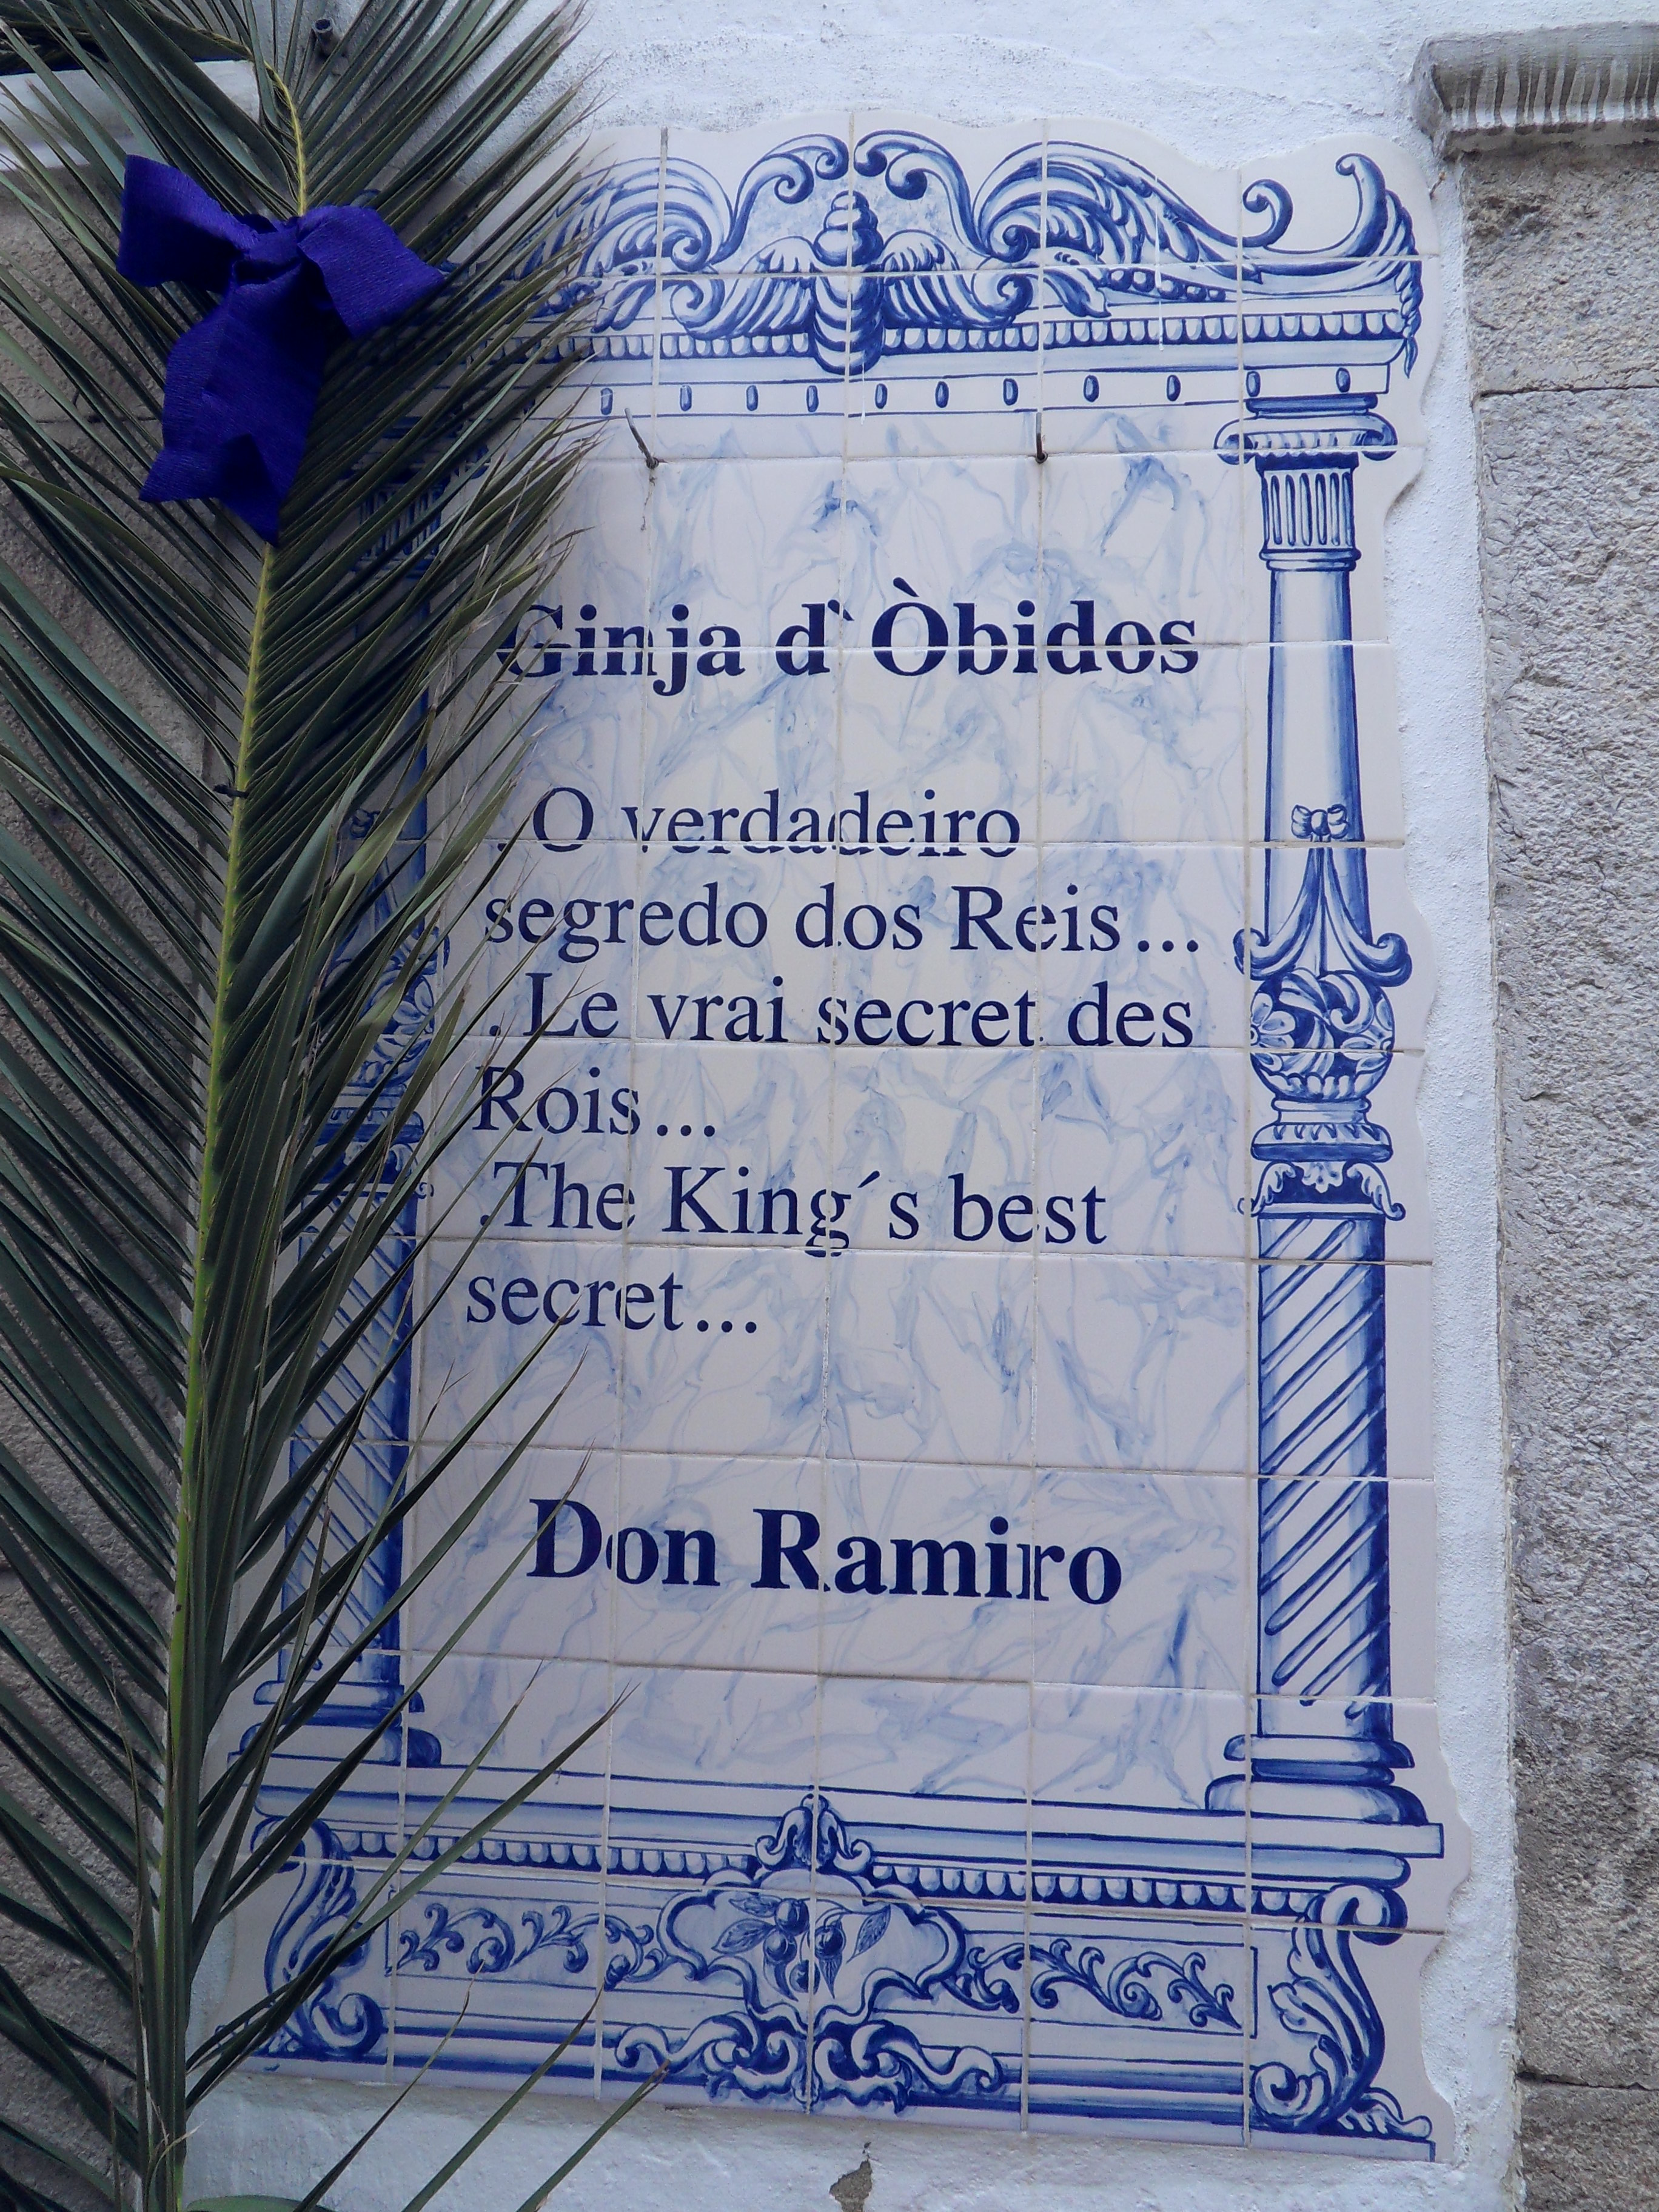 Ginja d`Òbidos
. O verdadeiro
segredo dos Reis...
. Le vrai secret des
Rois...
.The King´s best
secret...
Don Ramiro